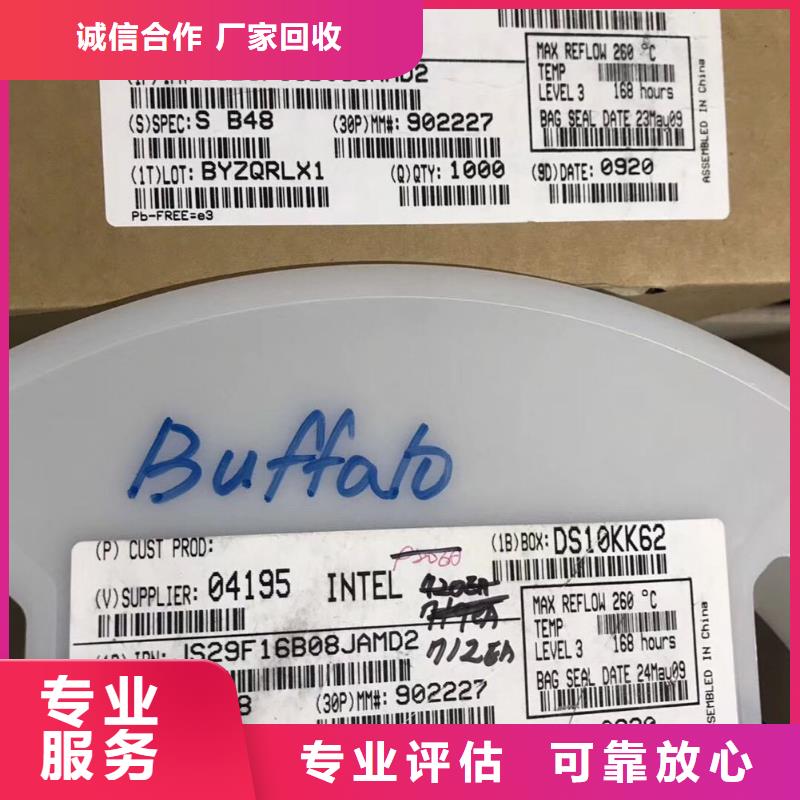 诚信合作 厂家回收
MAX REFLOW 260 °C
TEMP
LEVEL 3 168 hours
BAG SEAL DATE 23May09
ASSEMBLED IN China
(S)SPEC: S B48 (30P)MM#: 902227
(1T)LOT: BYZQRLX1 (Q)QTY: 1000 (9D)DATE: 0920
Pb-FREE=e3
Buffalo
(P) CUST PROD: (1B)BOX: DS10KK62
(V)SUPPLIER: 04195 INTEL 420EA
712EA
MAX REFLOW 260 °C
TEMP
LEVEL 3 168 hours
BAG SEAL DATE 24May09
JS29F16B08JAMD2
(30P)MM#: 902227
专业
服务
专业评估 可靠放心